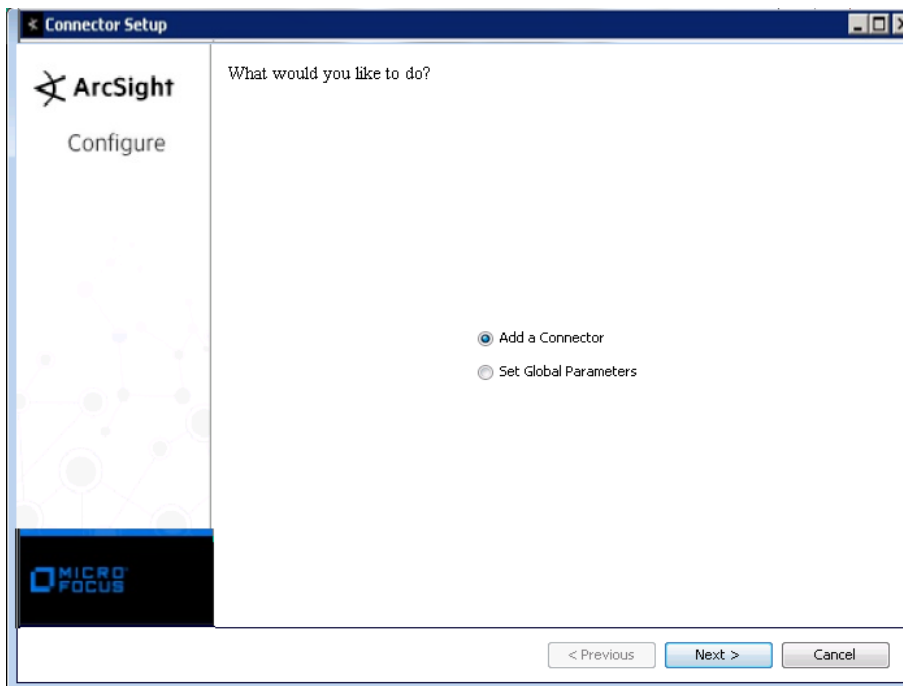 Connector Setup
ArcSight
Configure
What would you like to do?
Add a Connector
Set Global Parameters
MICRO
FOCUS
< Previous
Next >
Cancel